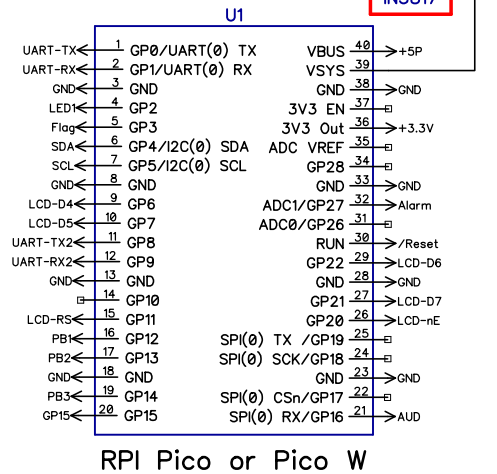 U1
UART-TX 1 GP0/UART(0) TX VBUS 40 +5P
UART-RX 2 GP1/UART(0) RX VSYS 39
GND 3 GND GND 38 GND
LED1 4 GP2 3V3 EN 37
Flag 5 GP3 3V3 Out 36 +3.3V
SDA 6 GP4/I2C(0) SDA ADC VREF 35
SCL 7 GP5/I2C(0) SCL GP28 34
GND 8 GND GND 33 GND
LCD-D4 9 GP6 ADC1/GP27 32 Alarm
LCD-D5 10 GP7 ADC0/GP26 31
UART-TX2 11 GP8 RUN 30 /Reset
UART-RX2 12 GP9 GP22 29 LCD-D6
GND 13 GND GND 28 GND
14 GP10 GP21 27 LCD-D7
LCD-RS 15 GP11 GP20 26 LCD-nE
PB1 16 GP12 SPI(0) TX /GP19 25
PB2 17 GP13 SPI(0) SCK/GP18 24
GND 18 GND GND 23 GND
PB3 19 GP14 SPI(0) CSn/GP17 22
GP15 20 GP15 SPI(0) RX/GP16 21 AUD
RPI Pico or Pico W